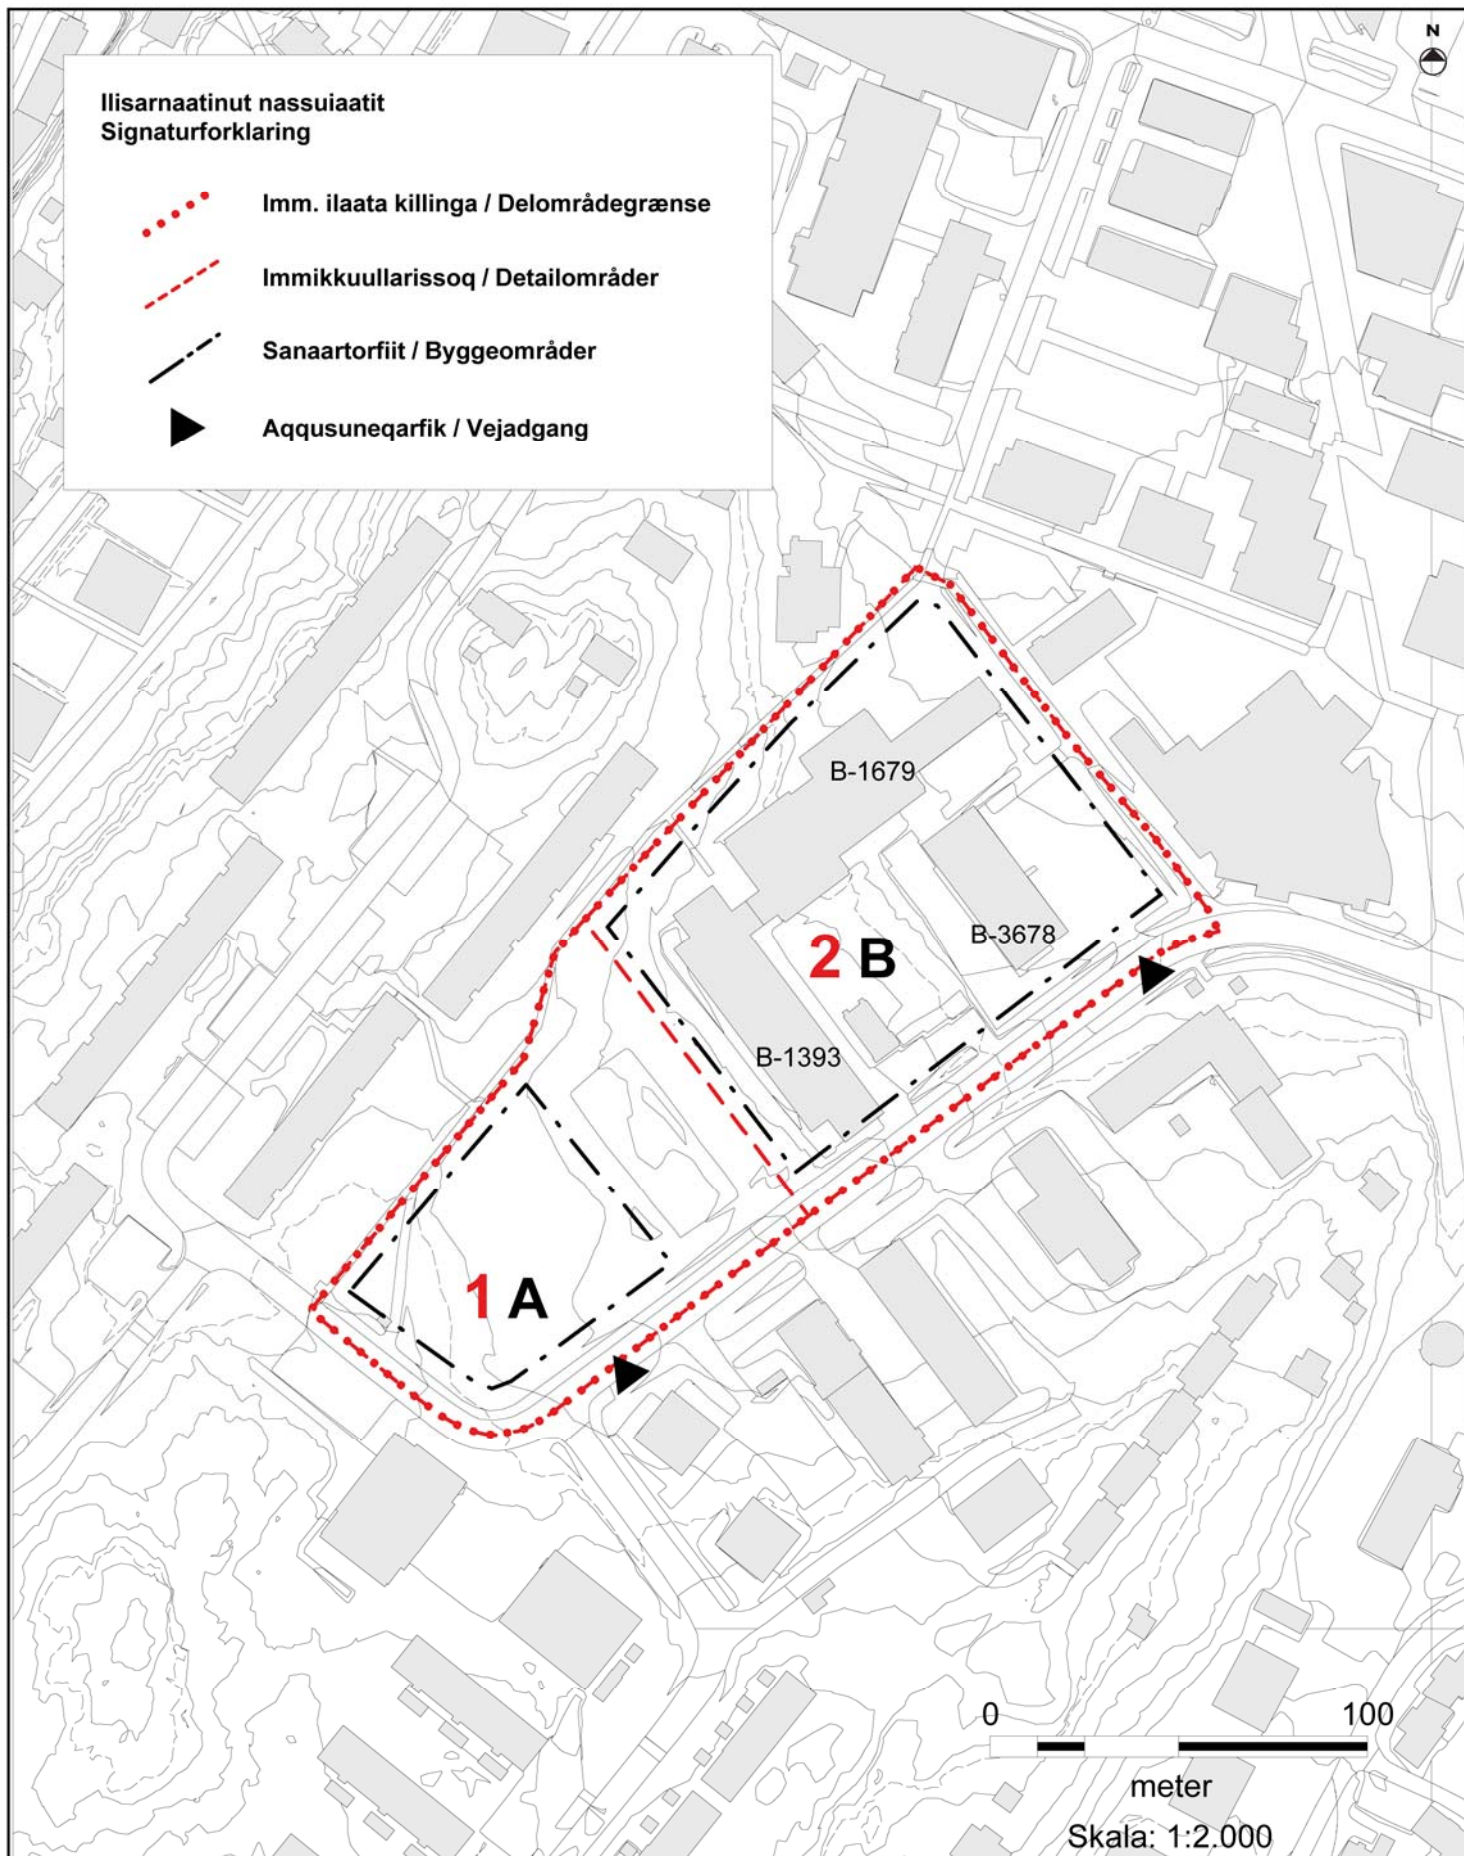 N
Ilisarnaatinut nassuiaatit
Signaturforklaring
Imm. ilaata killinga / Delområdegrænse
Immikkuullarissoq / Detailområder
Sanaartorfiit / Byggeområder
Aqqusuneqarfik / Vejadgang
B-1679
B-3678
2 B
B-1393
1 A
0 100
meter
Skala: 1:2.000